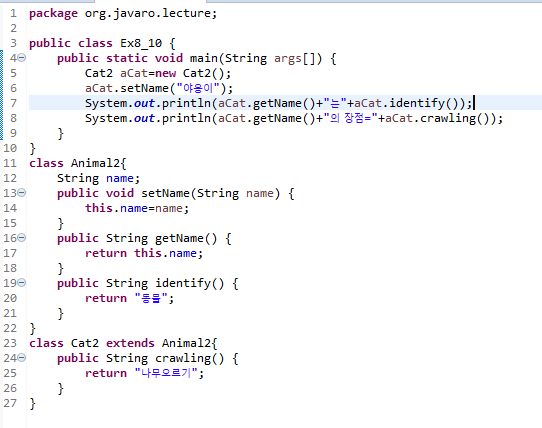 1 package org.javaro.lecture;
2
3 public class Ex8_10 {
4 public static void main(String args[]) {
5 Cat2 aCat=new Cat2();
6 aCat.setName("야옹이");
7 System.out.println(aCat.getName()+"는"+aCat.identify());
8 System.out.println(aCat.getName()+"의 장점="+aCat.crawling());
9 }
10 }
11 class Animal2{
12 String name;
13 public void setName(String name) {
14 this.name=name;
15 }
16 public String getName() {
17 return this.name;
18 }
19 public String identify() {
20 return "동물";
21 }
22 }
23 class Cat2 extends Animal2{
24 public String crawling() {
25 return "나무오르기";
26 }
27 }